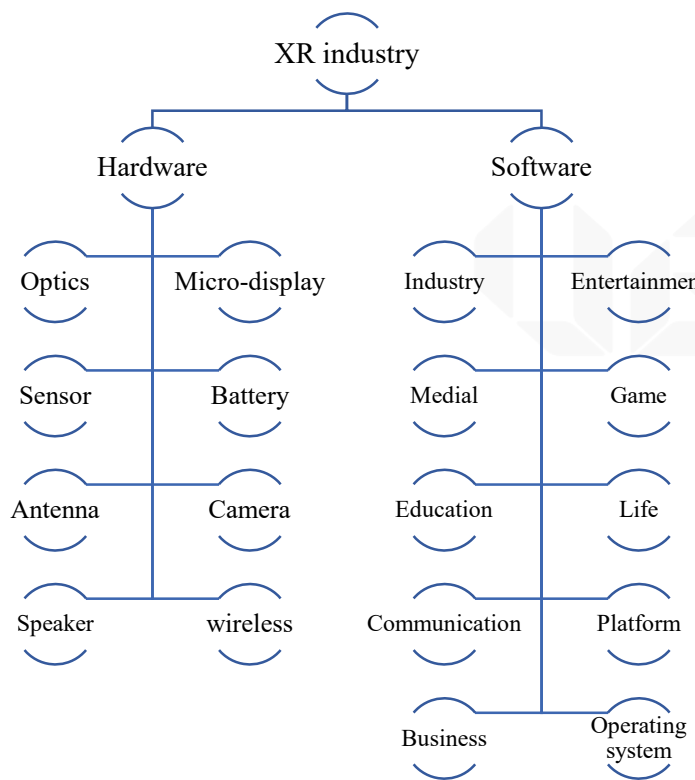 XR industry
Hardware
Software
Optics
Micro-display
Industry
Entertainmen
Sensor
Battery
Medial
Game
Antenna
Camera
Education
Life
Speaker
wireless
Communication
Platform
Business
Operating
system